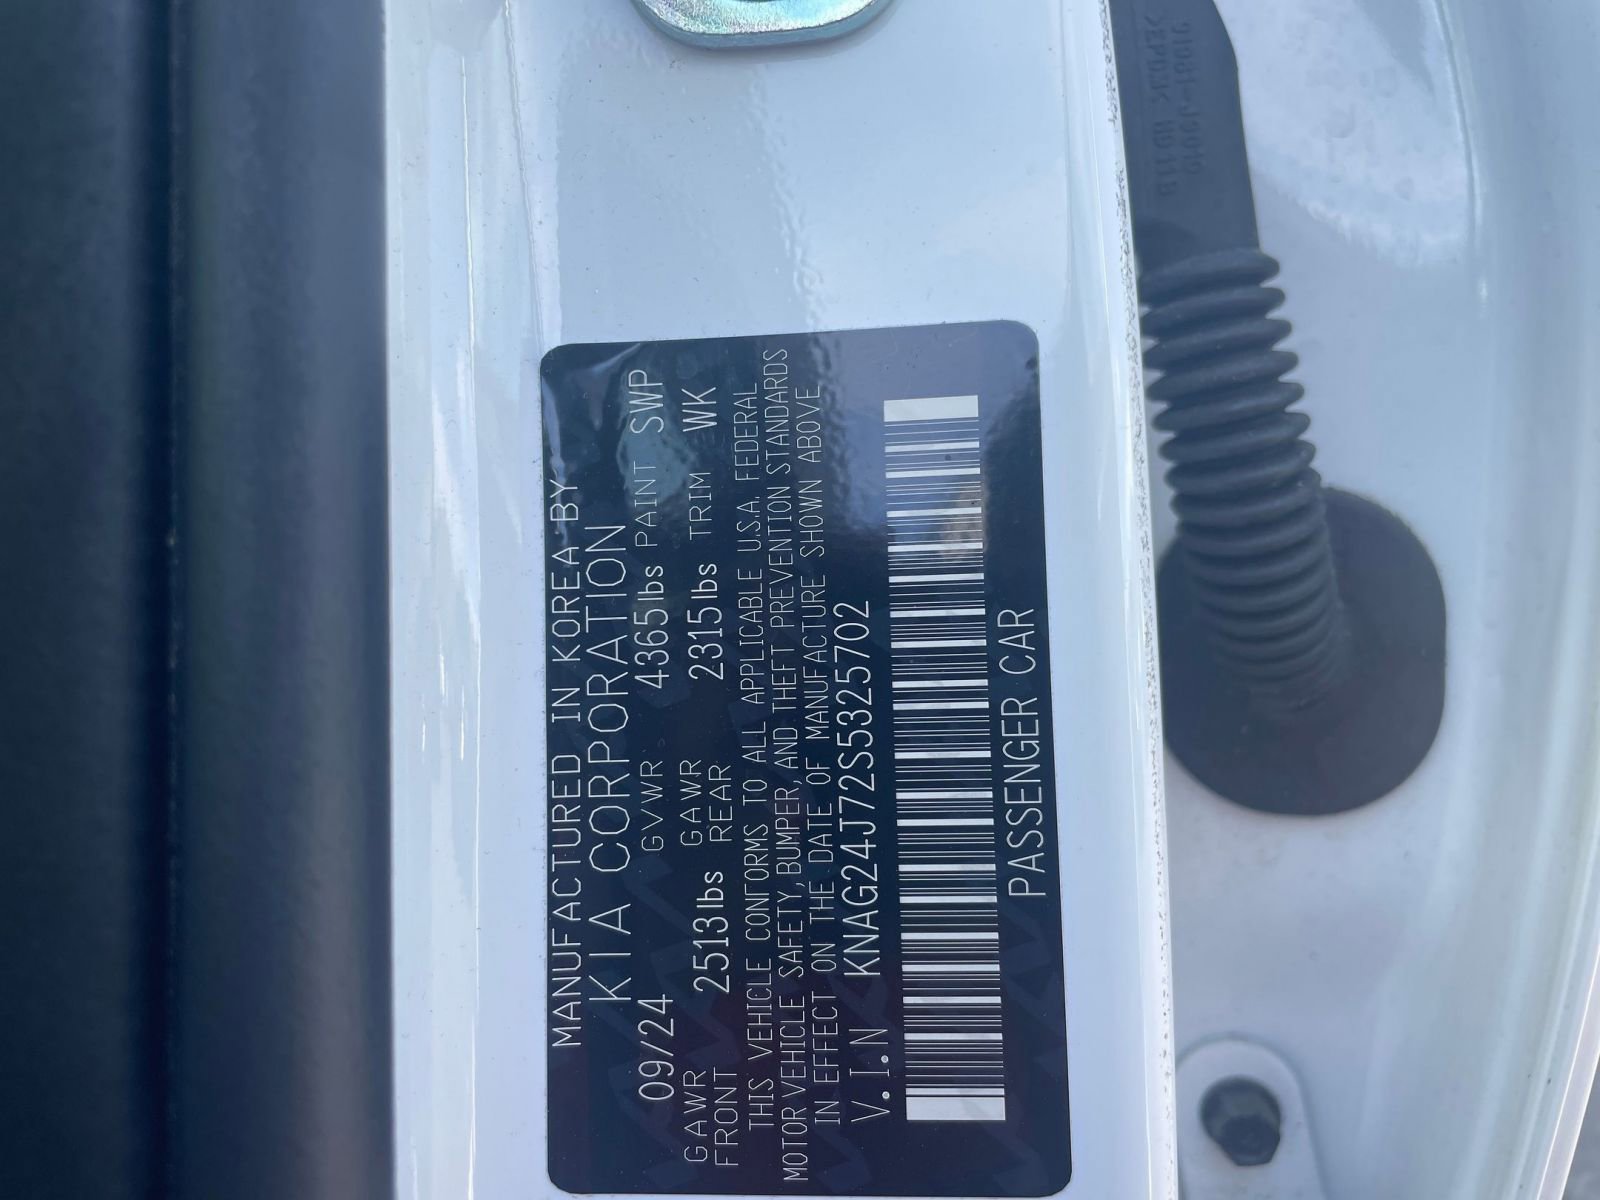 MANUFACTURED IN KOREA BY
KIA CORPORATION
09/24 GVWR 4365lbs PAINT SWP
GAWR FRONT 2513lbs GAWR REAR 2315lbs TRIM WK
THIS VEHICLE CONFORMS TO ALL APPLICABLE U.S.A. FEDERAL
MOTOR VEHICLE SAFETY, BUMPER, AND THEFT PREVENTION STANDARDS
IN EFFECT ON THE DATE OF MANUFACTURE SHOWN ABOVE
V.I.N KNAG24J72S5325702
PASSENGER CAR